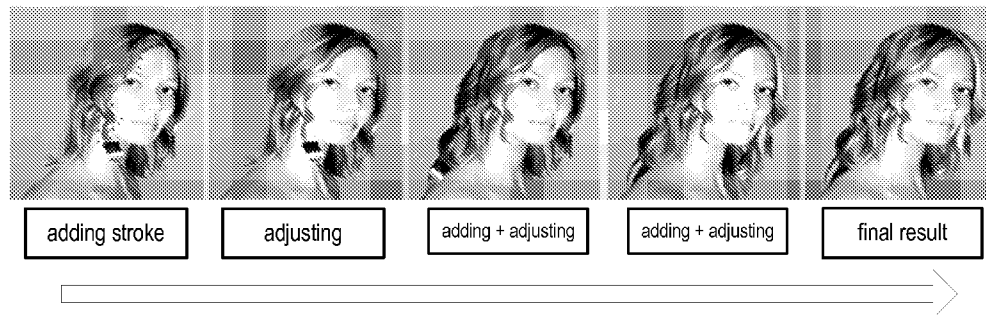 adding stroke
adjusting
adding + adjusting
adding + adjusting
final result